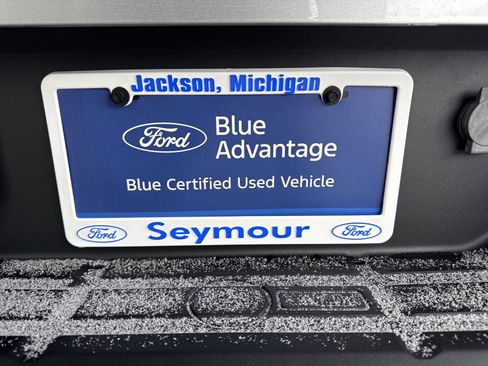 Jackson, Michigan
Ford
Blue
Advantage
Blue Certified Used Vehicle
Ford
Seymour
Ford